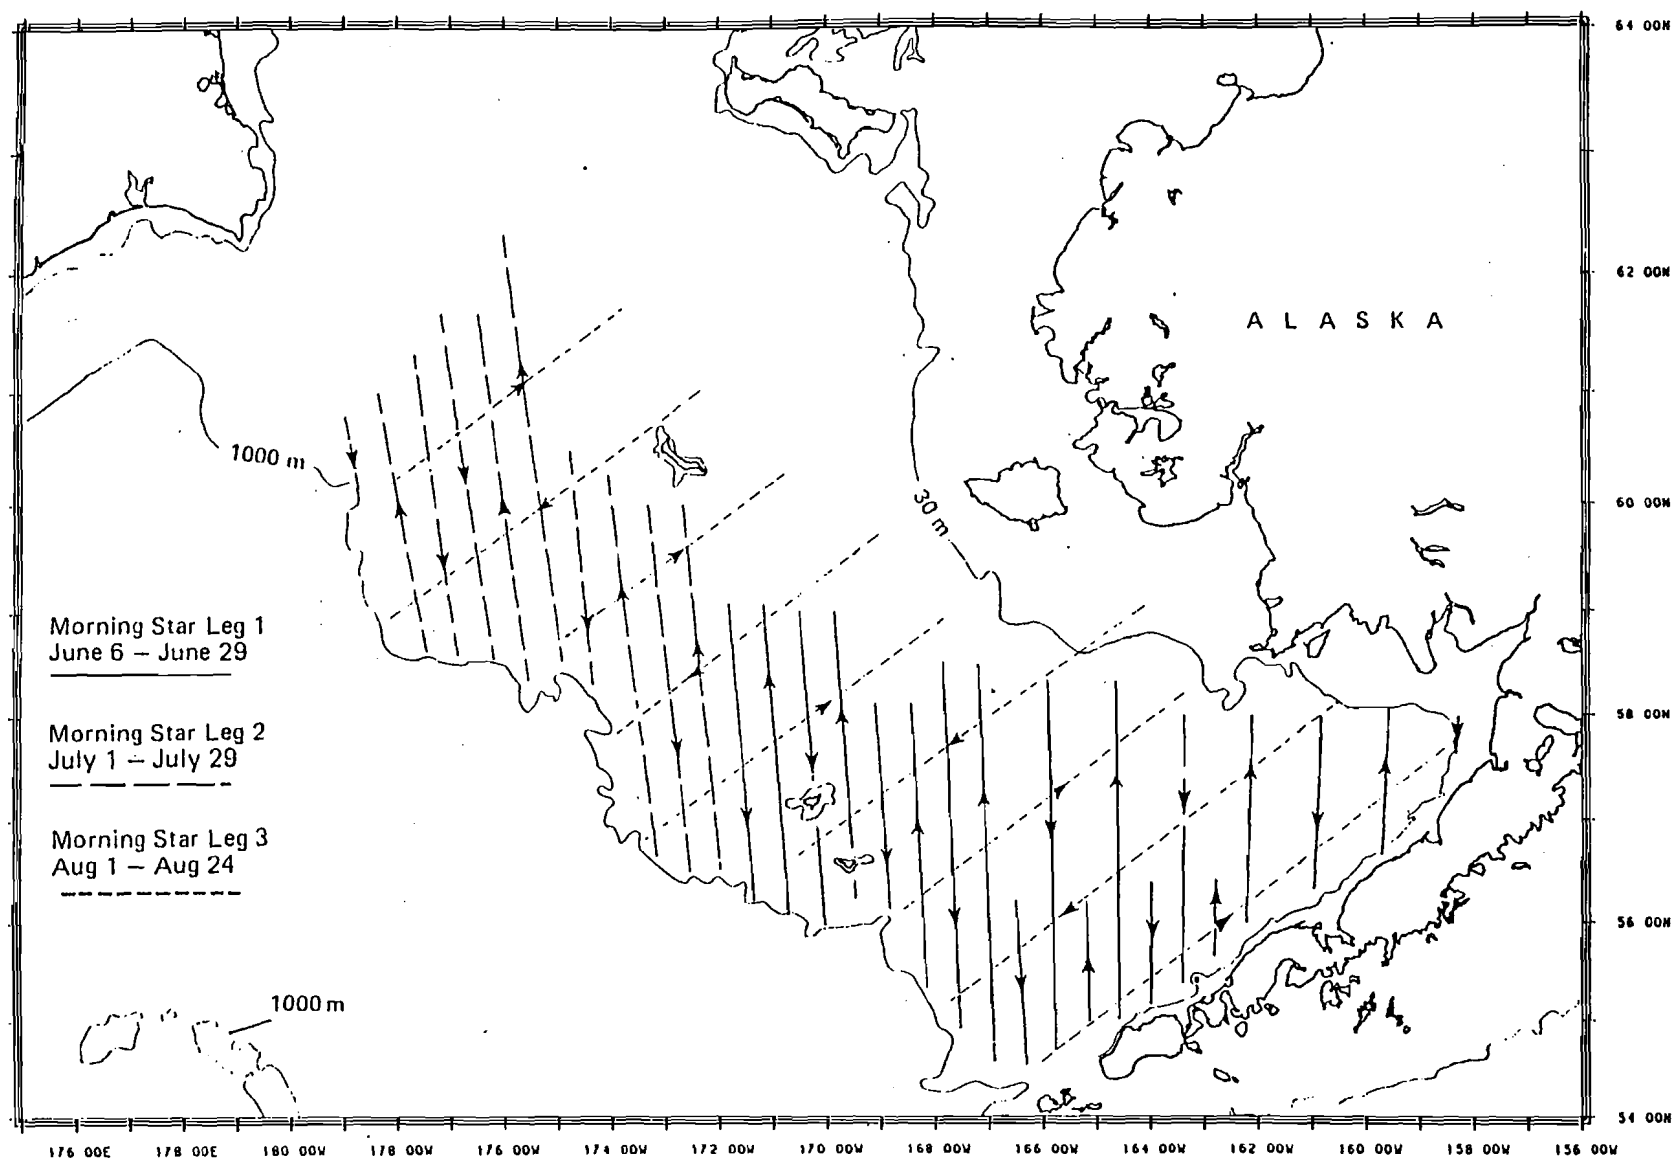 64 00N
62 00N
A L A S K A
1000 m
30 m
60 00N
Morning Star Leg 1
June 6 – June 29
58 00N
Morning Star Leg 2
July 1 – July 29
Morning Star Leg 3
Aug 1 – Aug 24
56 00N
1000 m
54 00N
176 00E 178 00E 180 00W 178 00W 176 00W 174 00W 172 00W 170 00W 168 00W 166 00W 164 00W 162 00W 160 00W 158 00W 156 00W